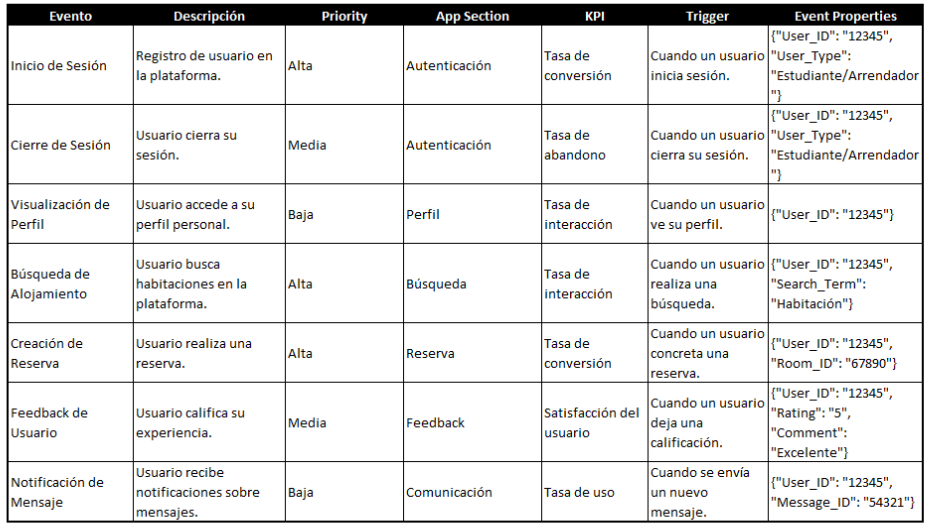 Evento Descripción Priority App Section KPI Trigger Event Properties
Inicio de Sesión
Registro de usuario en
la plataforma.
Alta
Autenticación
Tasa de
conversión
Cuando un usuario
inicia sesión.
{"User_ID": "12345",
"User_Type":
"Estudiante/Arrendador
"}
Cierre de Sesión
Usuario cierra su
sesión.
Media
Autenticación
Tasa de
abandono
Cuando un usuario
cierra su sesión.
{"User_ID": "12345",
"User_Type":
"Estudiante/Arrendador
"}
Visualización de
Perfil
Usuario accede a su
perfil personal.
Baja
Perfil
Tasa de
interacción
Cuando un usuario
ve su perfil.
{"User_ID": "12345"}
Búsqueda de
Alojamiento
Usuario busca
habitaciones en la
plataforma.
Alta
Búsqueda
Tasa de
interacción
Cuando un usuario
realiza una
búsqueda.
{"User_ID": "12345",
"Search_Term":
"Habitación"}
Creación de
Reserva
Usuario realiza una
reserva.
Alta
Reserva
Tasa de
conversión
Cuando un usuario
concreta una
reserva.
{"User_ID": "12345",
"Room_ID": "67890"}
Feedback de
Usuario
Usuario califica su
experiencia.
Media
Feedback
Satisfacción del
usuario
Cuando un usuario
deja una
calificación.
{"User_ID": "12345",
"Rating": "5",
"Comment":
"Excelente"}
Notificación de
Mensaje
Usuario recibe
notificaciones sobre
mensajes.
Baja
Comunicación
Tasa de uso
Cuando se envía
un nuevo
mensaje.
{"User_ID": "12345",
"Message_ID": "54321"}